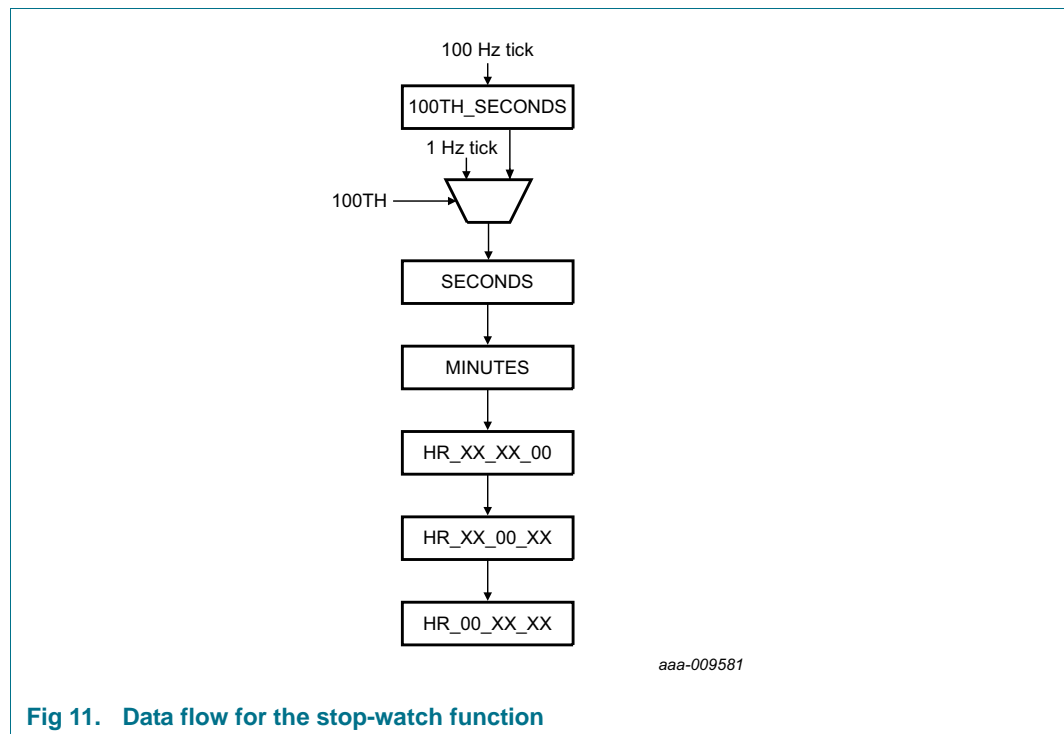 100 Hz tick
100TH_SECONDS
1 Hz tick
100TH
SECONDS
MINUTES
HR_XX_XX_00
HR_XX_00_XX
HR_00_XX_XX
aaa-009581
Fig 11. Data flow for the stop-watch function